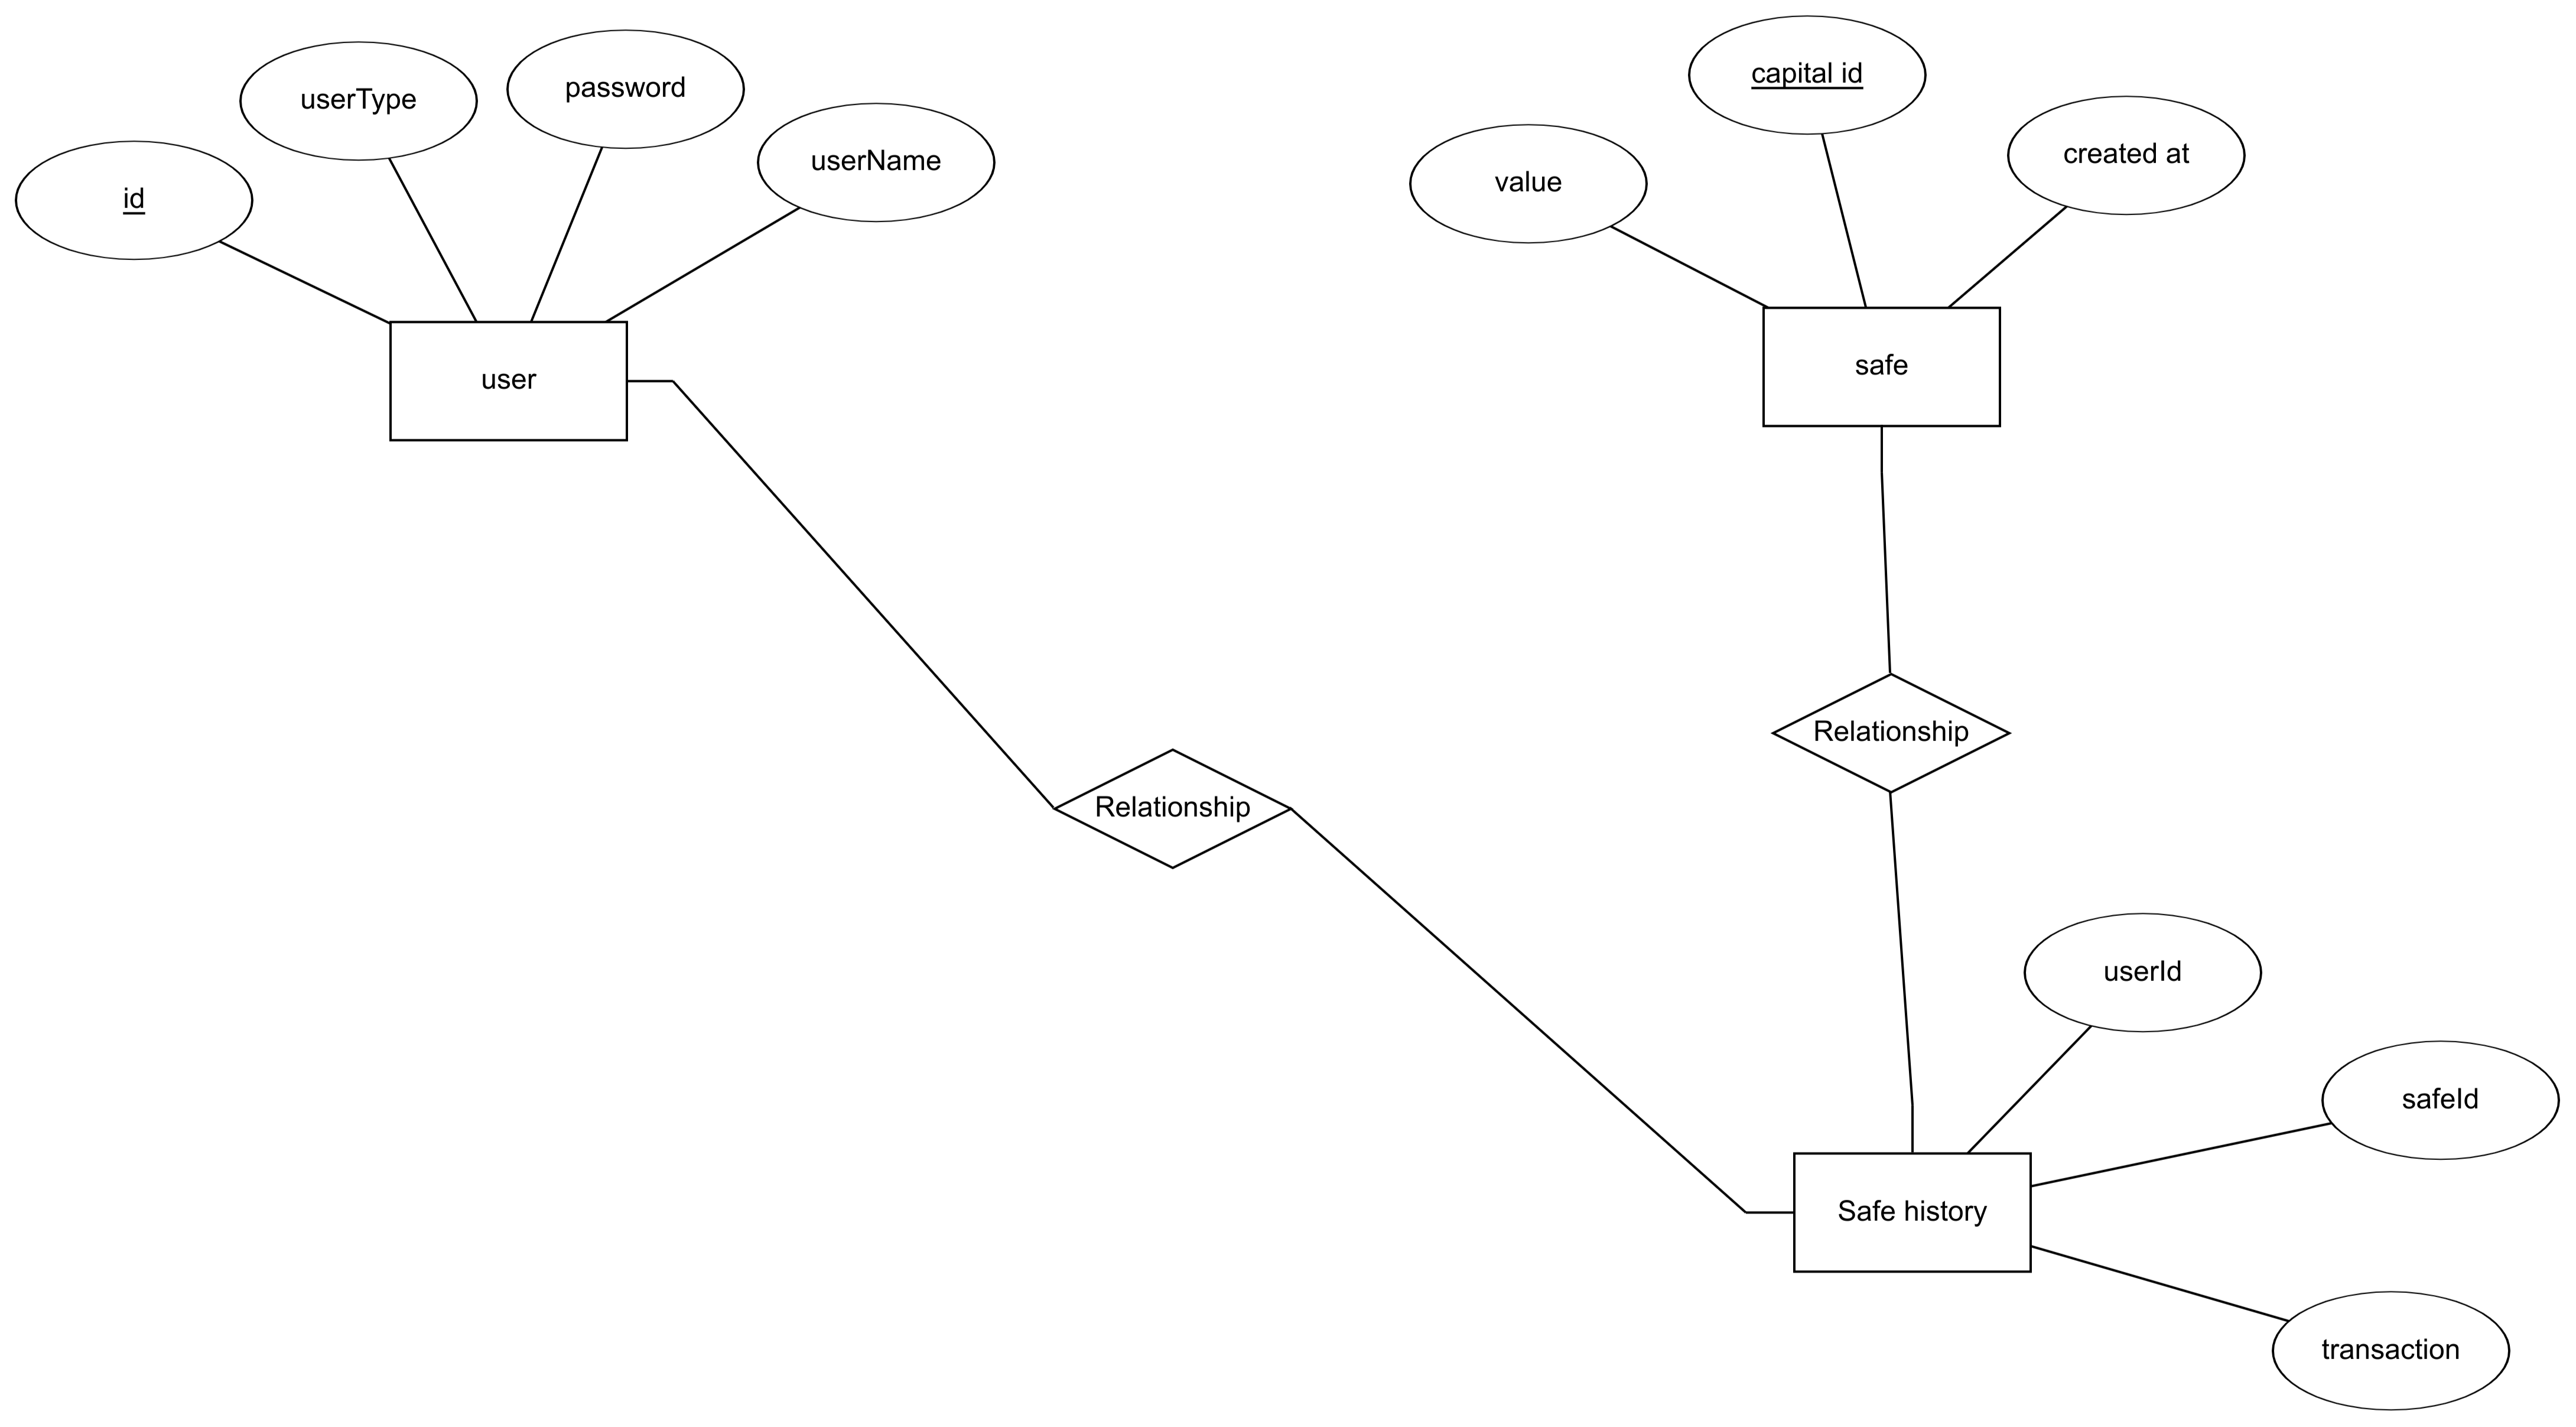 id
userType
password
userName
user
value
capital id
created at
safe
Relationship
Relationship
userId
safeId
Safe history
transaction